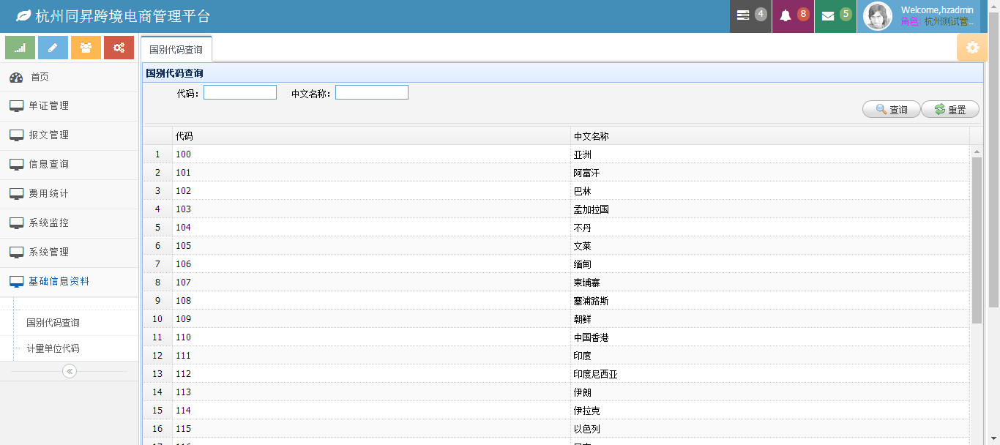 杭州同昇跨境电商管理平台
4
8
5
Welcome,hzadmin
角色: 杭州测试管..
国别代码查询
首页
单证管理
报文管理
信息查询
费用统计
系统监控
系统管理
基础信息资料
国别代码查询
计量单位代码
国别代码查询
代码:
中文名称:
查询
重置
代码 中文名称
1 100 亚洲
2 101 阿富汗
3 102 巴林
4 103 孟加拉国
5 104 不丹
6 105 文莱
7 106 缅甸
8 107 柬埔寨
9 108 塞浦路斯
10 109 朝鲜
11 110 中国香港
12 111 印度
13 112 印度尼西亚
14 113 伊朗
15 114 伊拉克
16 115 以色列